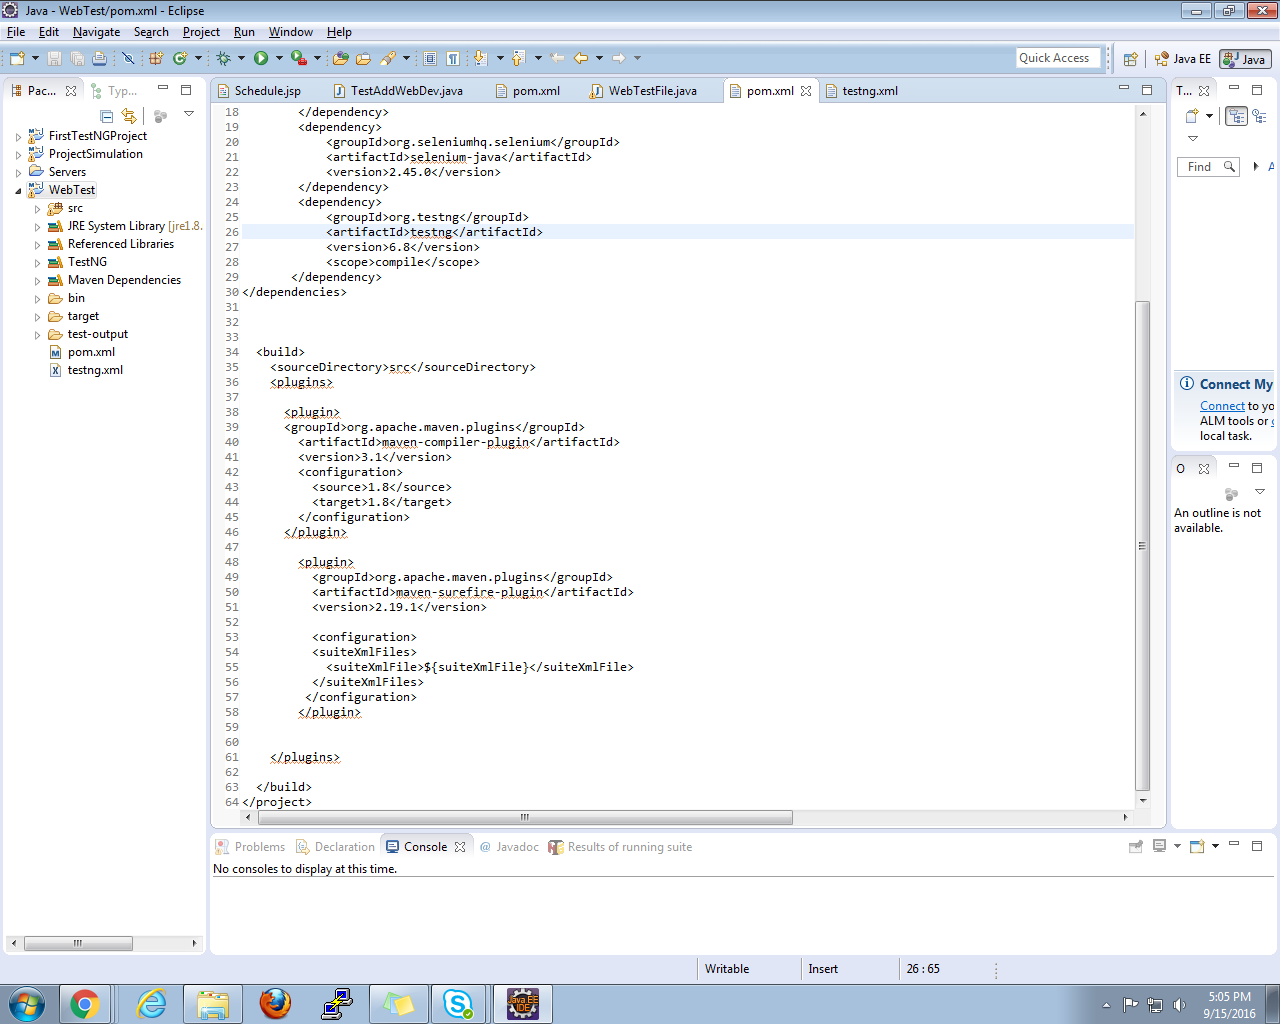 Java - WebTest/pom.xml - Eclipse
File Edit Navigate Search Project Run Window Help
Quick Access
Java EE
Java
Pac...
Typ...
FirstTestNGProject
ProjectSimulation
Servers
WebTest
src
JRE System Library [jre1.8.
Referenced Libraries
TestNG
Maven Dependencies
bin
target
test-output
pom.xml
testng.xml
Schedule.jsp TestAddWebDev.java pom.xml WebTestFile.java pom.xml testng.xml
18 </dependency>
19 <dependency>
20 <groupId>org.seleniumhq.selenium</groupId>
21 <artifactId>selenium-java</artifactId>
22 <version>2.45.0</version>
23 </dependency>
24 <dependency>
25 <groupId>org.testng</groupId>
26 <artifactId>testng</artifactId>
27 <version>6.8</version>
28 <scope>compile</scope>
29 </dependency>
30 </dependencies>
31
32
33
34 <build>
35 <sourceDirectory>src</sourceDirectory>
36 <plugins>
37
38 <plugin>
39 <groupId>org.apache.maven.plugins</groupId>
40 <artifactId>maven-compiler-plugin</artifactId>
41 <version>3.1</version>
42 <configuration>
43 <source>1.8</source>
44 <target>1.8</target>
45 </configuration>
46 </plugin>
47
48 <plugin>
49 <groupId>org.apache.maven.plugins</groupId>
50 <artifactId>maven-surefire-plugin</artifactId>
51 <version>2.19.1</version>
52
53 <configuration>
54 <suiteXmlFiles>
55 <suiteXmlFile>${suiteXmlFile}</suiteXmlFile>
56 </suiteXmlFiles>
57 </configuration>
58 </plugin>
59
60
61 </plugins>
62
63 </build>
64 </project>
T...
Find
A
Connect My
Connect to yo
ALM tools or c
local task.
O
An outline is not
available.
Problems Declaration Console @ Javadoc Results of running suite
No consoles to display at this time.
Writable Insert 26 : 65
Java EE
IDE
5:05 PM
9/15/2016